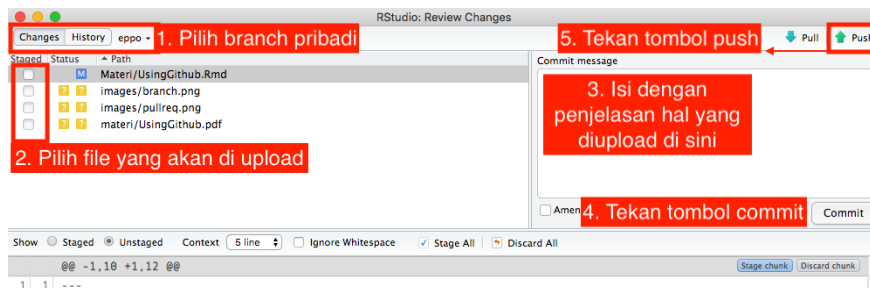 RStudio: Review Changes
Changes History eppo 1. Pilih branch pribadi 5. Tekan tombol push Pull Push
Staged Status Path Commit message
M Materi/UsingGithub.Rmd
? ? images/branch.png
? ? images/pullreq.png
? ? materi/UsingGithub.pdf
3. Isi dengan
penjelasan hal yang
diupload di sini
2. Pilih file yang akan di upload
Amen 4. Tekan tombol commit Commit
Show Staged Unstaged Context 5 line Ignore Whitespace Stage All Discard All
@@ -1,10 +1,12 @@ Stage chunk Discard chunk
1 1 ---